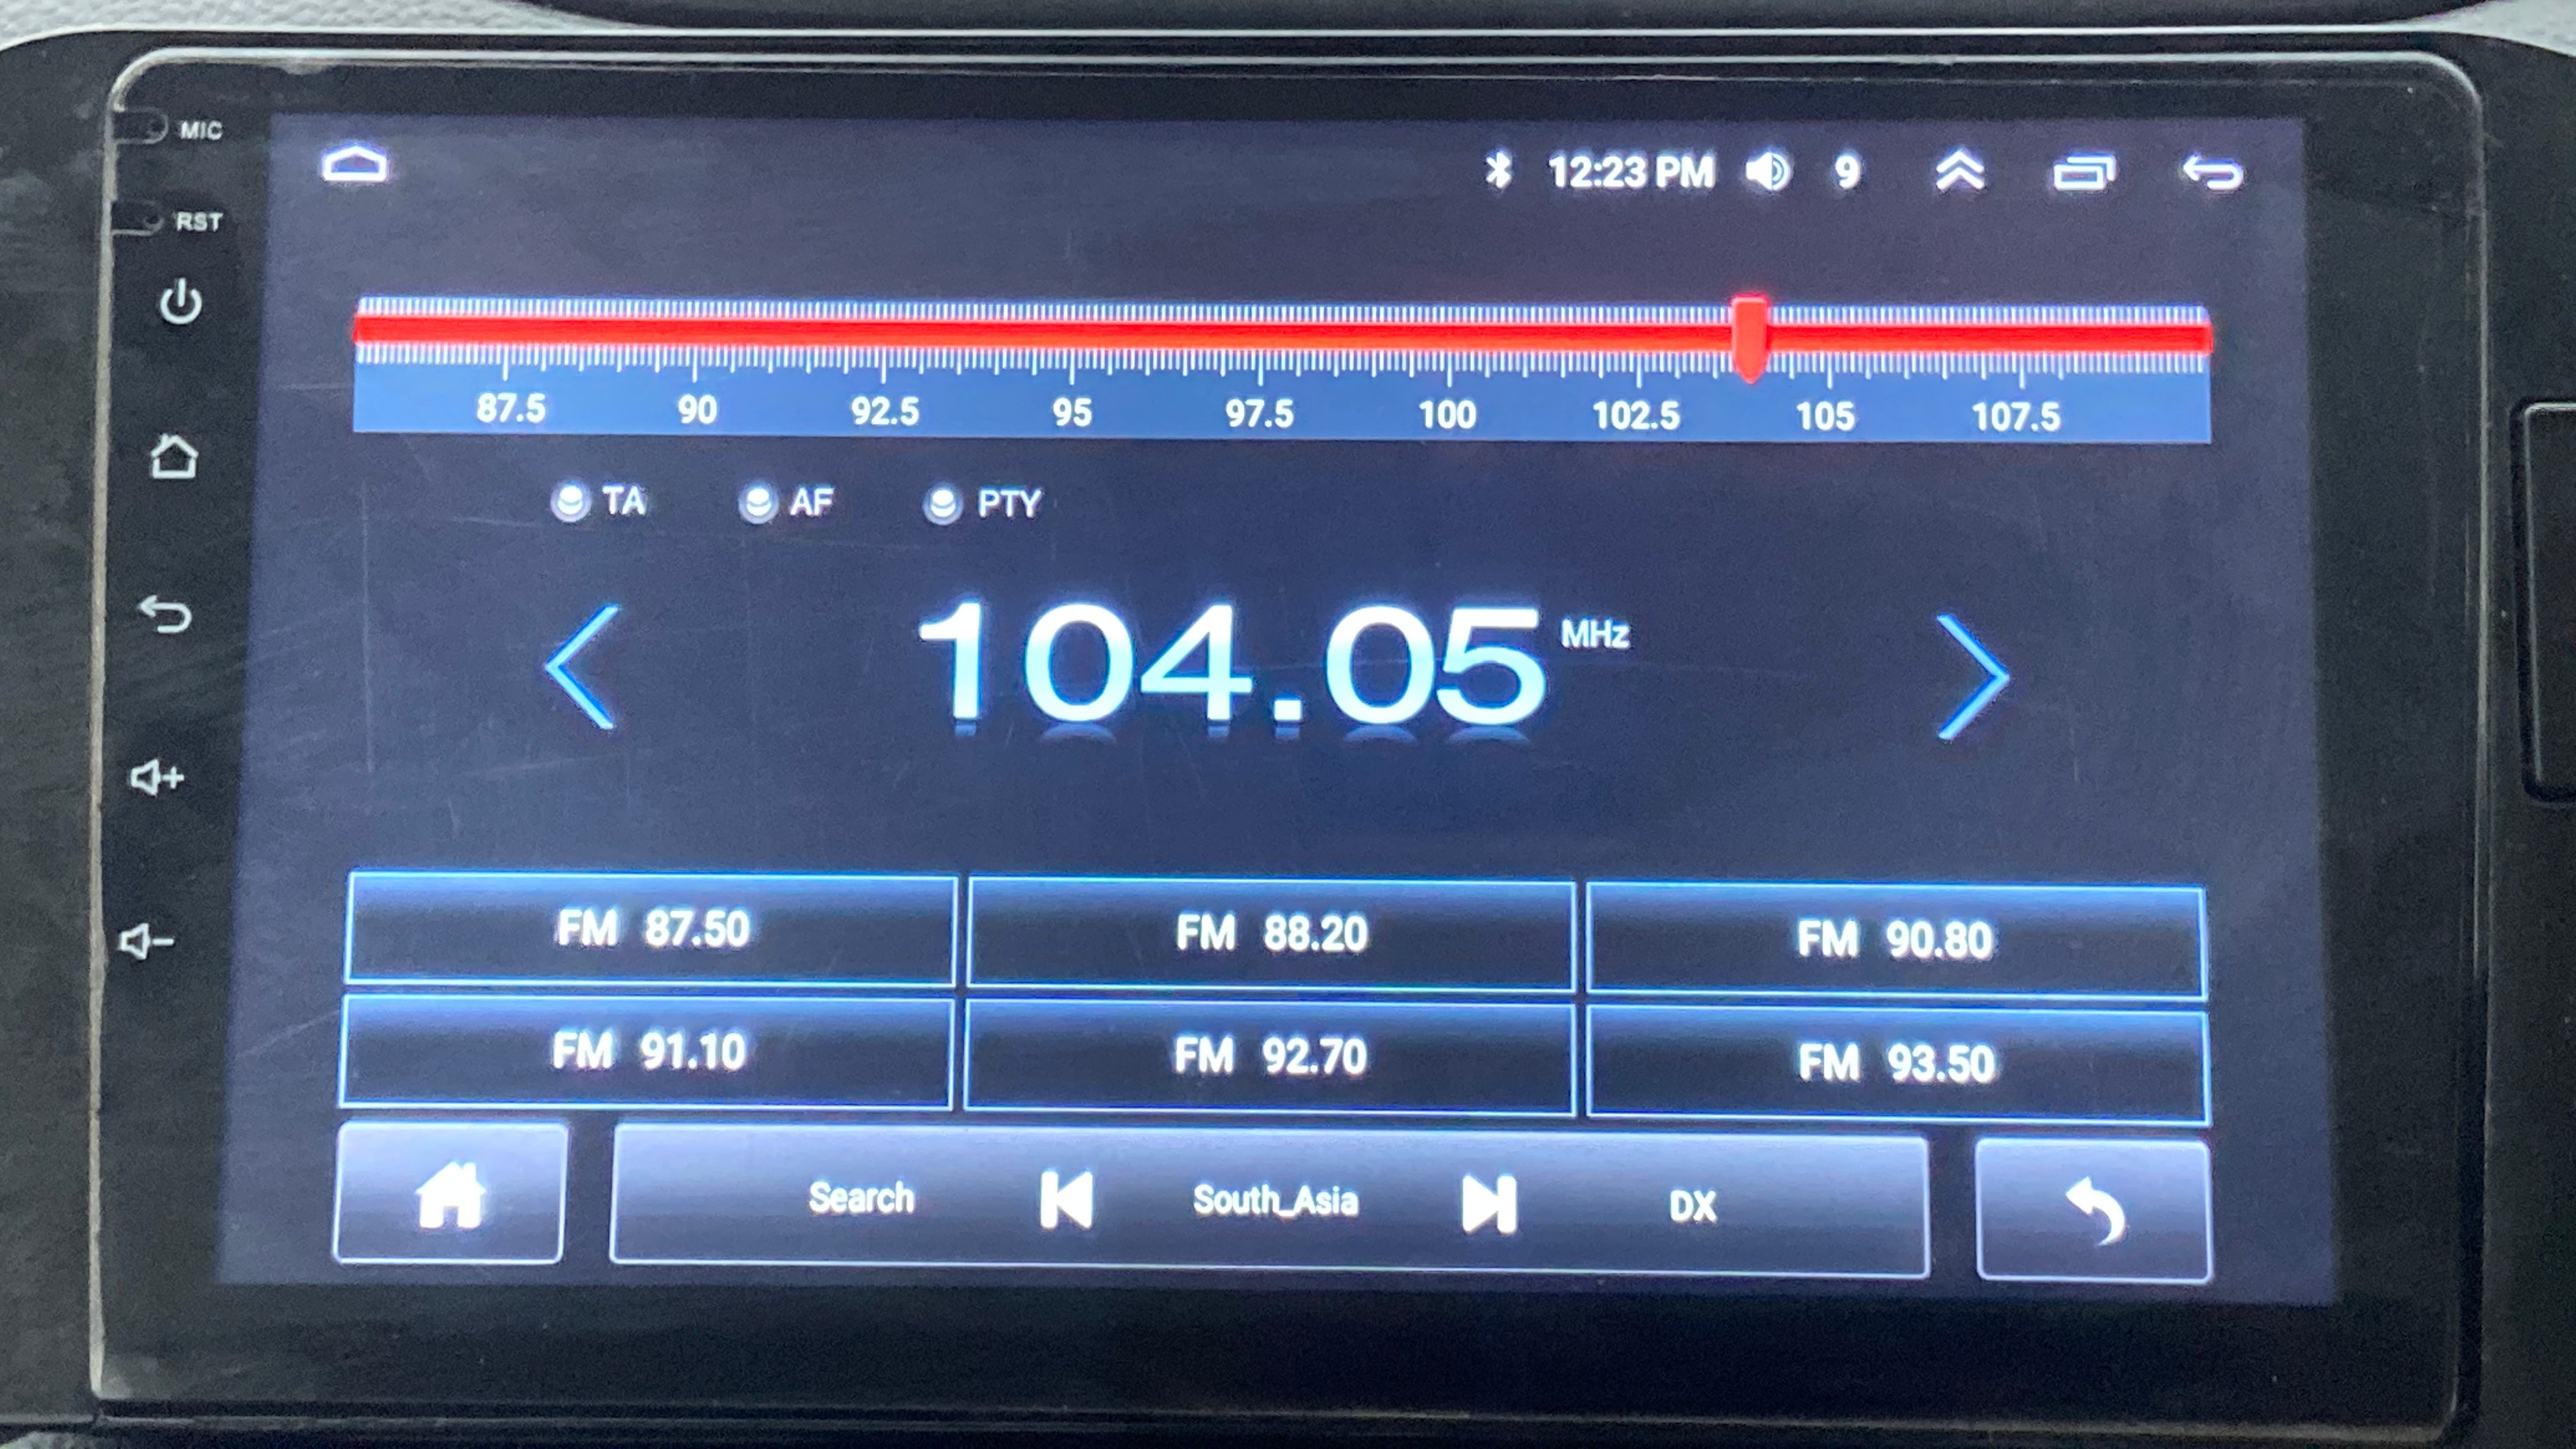 MIC
12:23 PM 9
RST
87.5 90 92.5 95 97.5 100 102.5 105 107.5
TA AF PTY
104.05 MHz
FM 87.50 FM 88.20 FM 90.80
FM 91.10 FM 92.70 FM 93.50
Search South_Asia DX